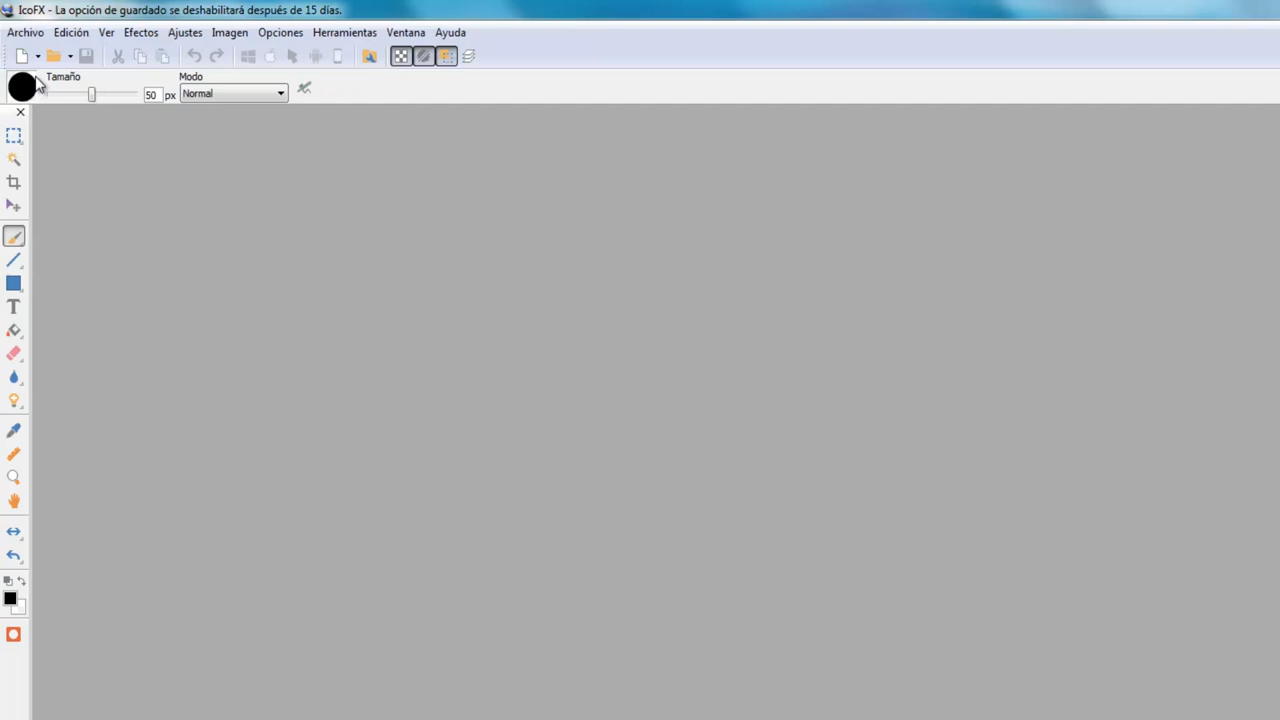 IcoFX - La opción de guardado se deshabilitará después de 15 días.
Archivo Edición Ver Efectos Ajustes Imagen Opciones Herramientas Ventana Ayuda
Tamaño Modo
50 px Normal